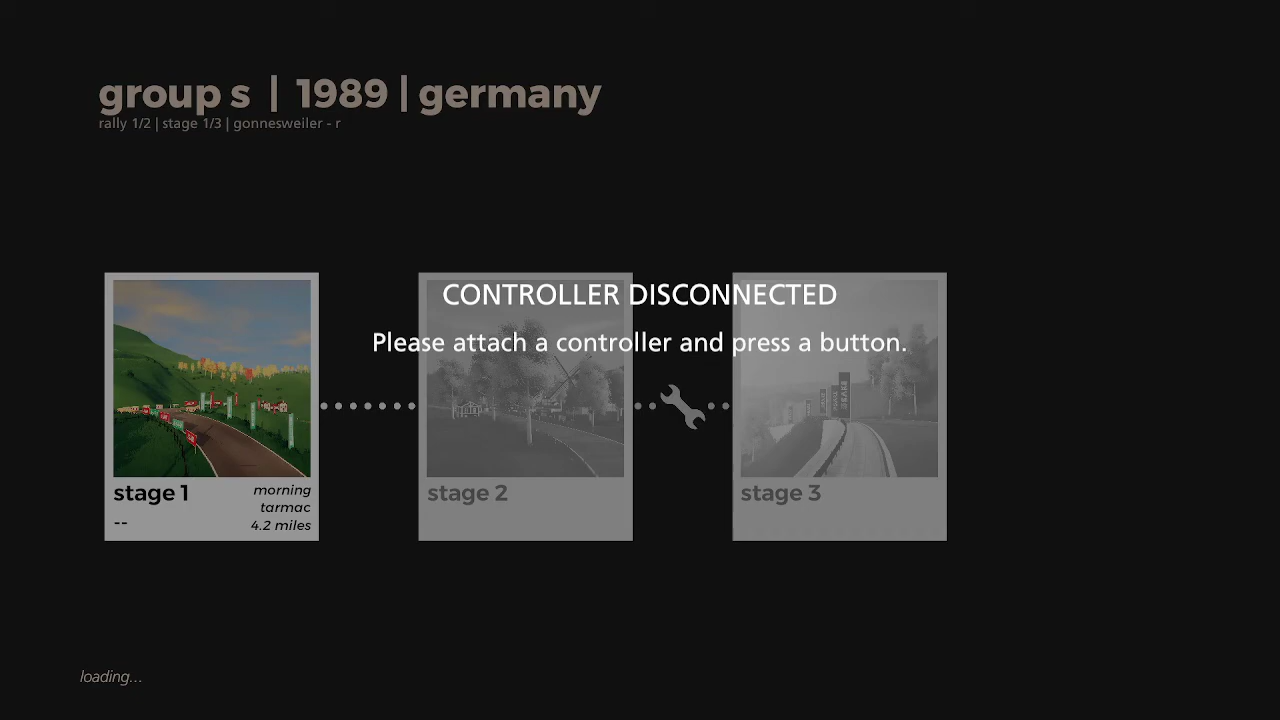 group s | 1989 | germany
rally 1/2 | stage 1/3 | gonnesweiler - r
CONTROLLER DISCONNECTED
Please attach a controller and press a button.
stage 1
morning
tarmac
--
4.2 miles
stage 2
stage 3
loading...